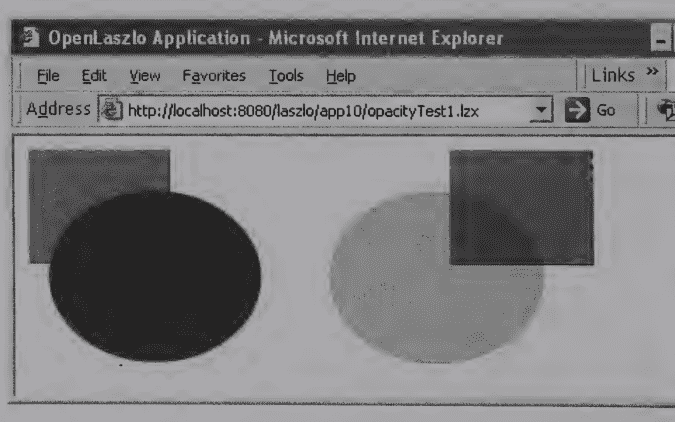 OpenLaszlo Application - Microsoft Internet Explorer
File Edit View Favorites Tools Help Links »
Address http://localhost:8080/laszlo/app10/opacityTest1.lzx Go